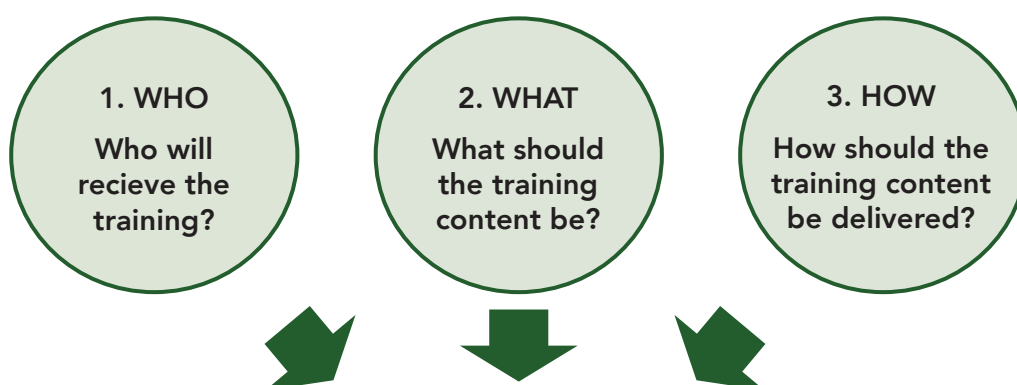 1. WHO
Who will
recieve the
training?
2. WHAT
What should
the training
content be?
3. HOW
How should the
training content
be delivered?